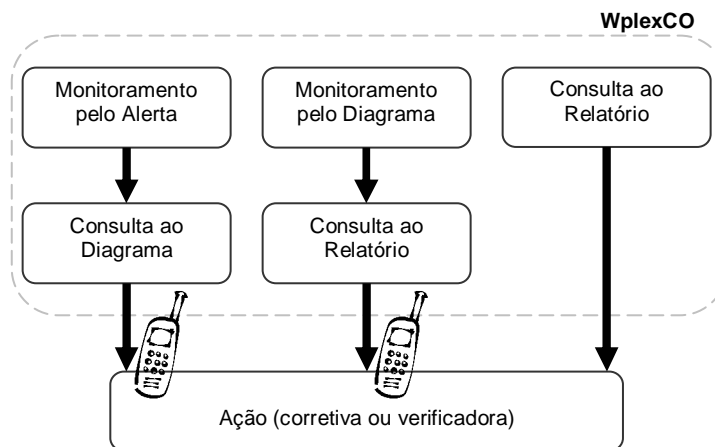 WplexCO
Monitoramento
pelo Alerta
Monitoramento
pelo Diagrama
Consulta ao
Relatório
Consulta ao
Diagrama
Consulta ao
Relatório
Ação (corretiva ou verificadora)